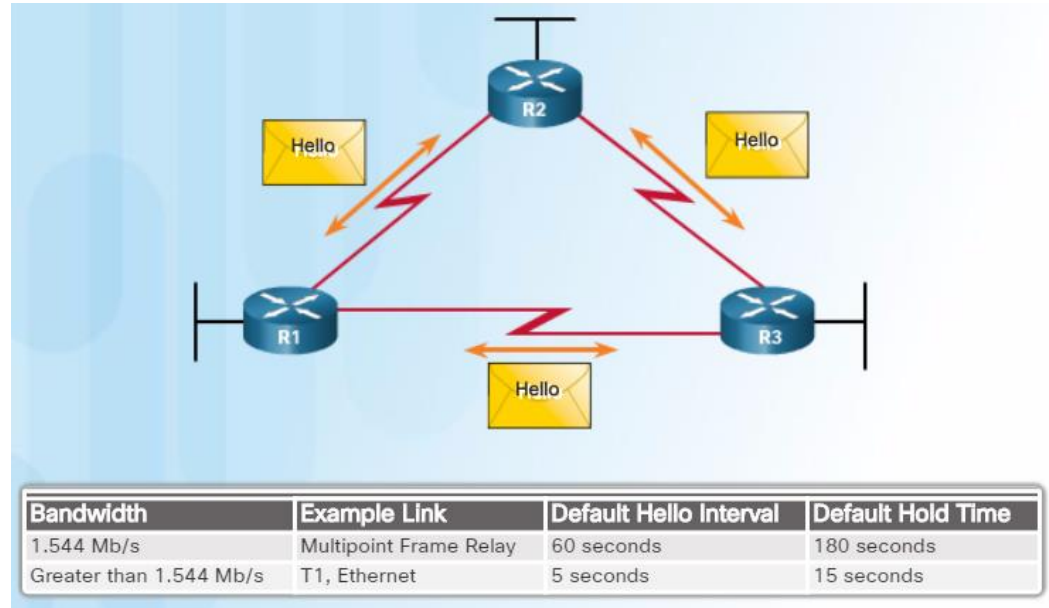 R2
Hello
Hello
R1
R3
Hello
Bandwidth Example Link Default Hello Interval Default Hold Time
1.544 Mb/s Multipoint Frame Relay 60 seconds 180 seconds
Greater than 1.544 Mb/s T1, Ethernet 5 seconds 15 seconds